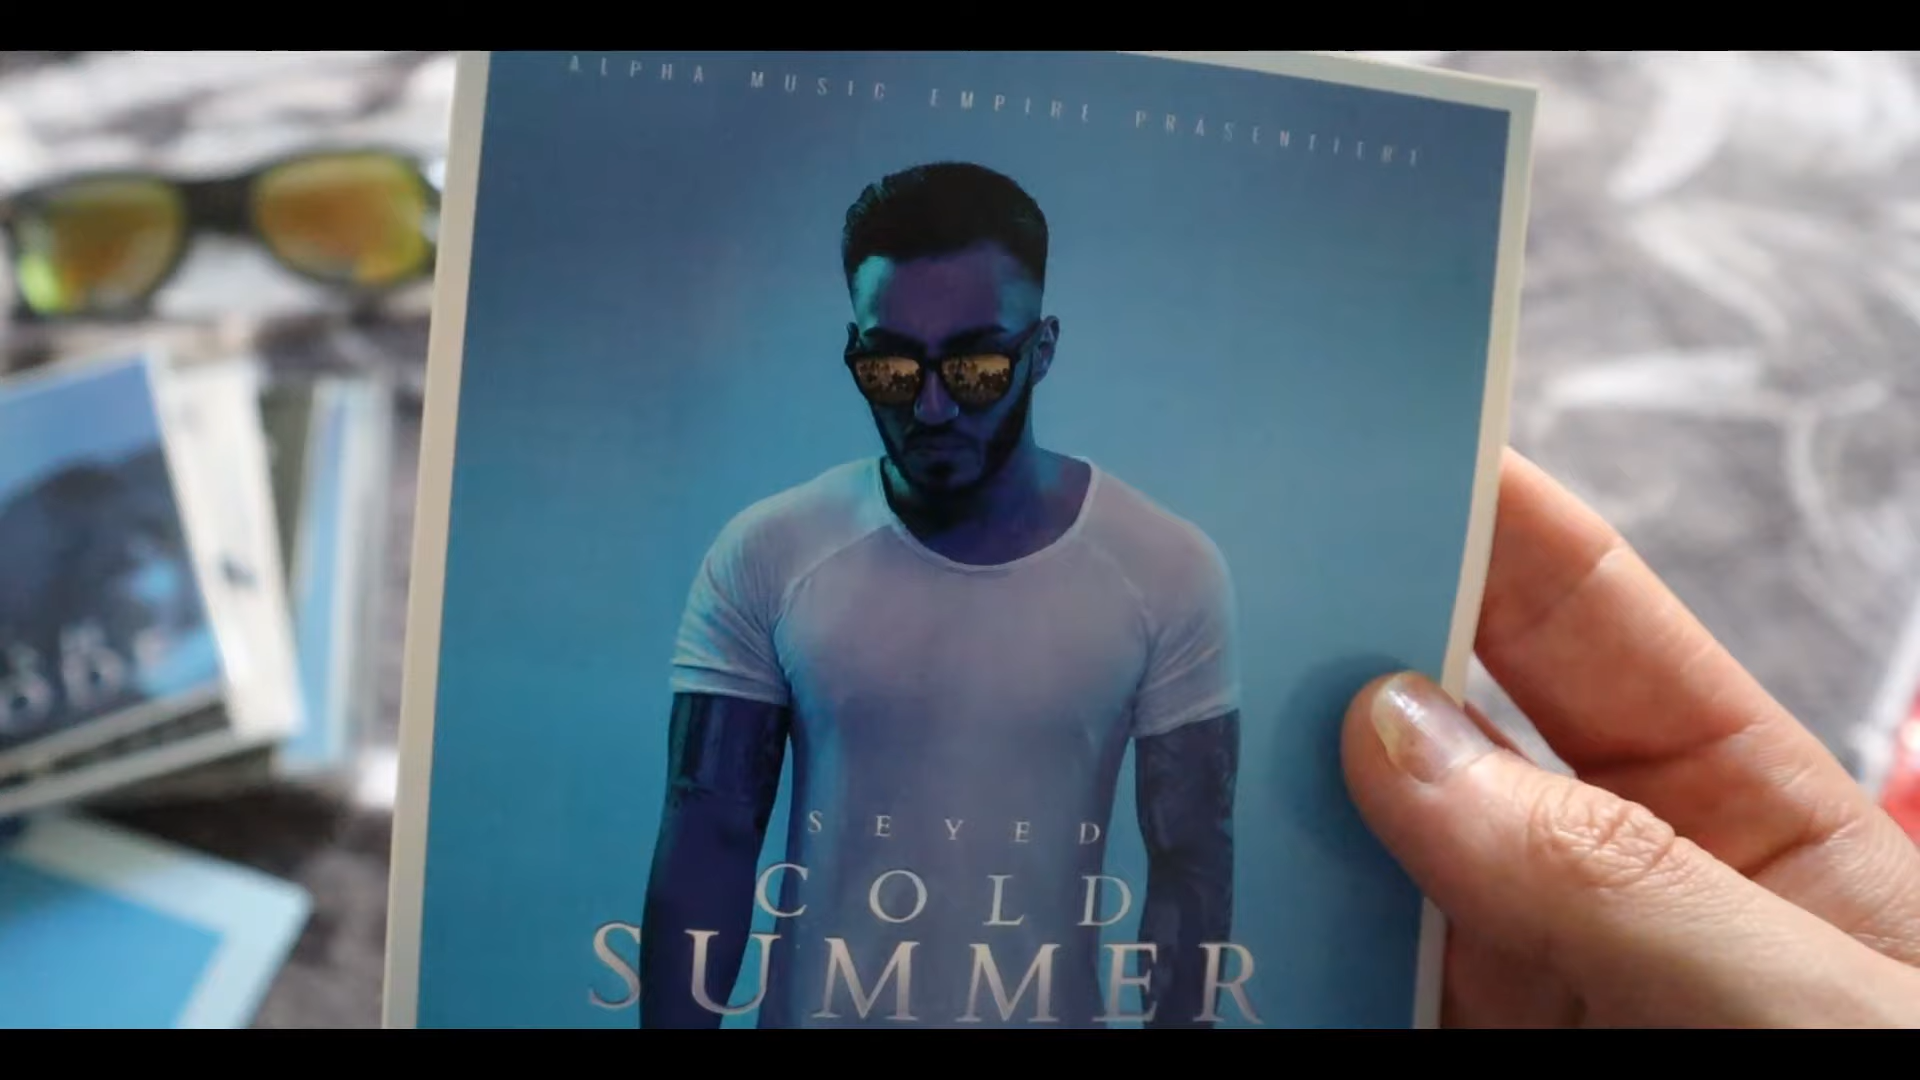 ALPHA MUSIC EMPIRE PRÄSENTIERT
SEYED
COLD
SUMMER